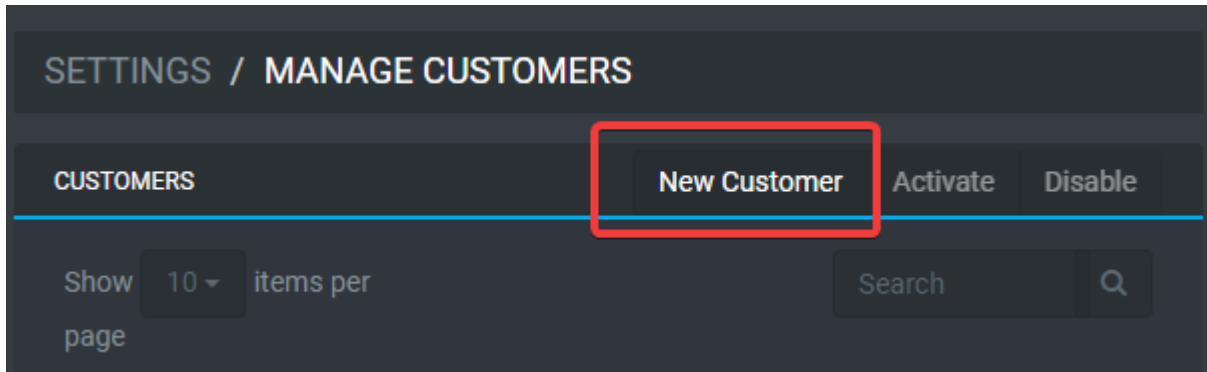 SETTINGS / MANAGE CUSTOMERS
CUSTOMERS New Customer Activate Disable
Show 10 items per Search
page